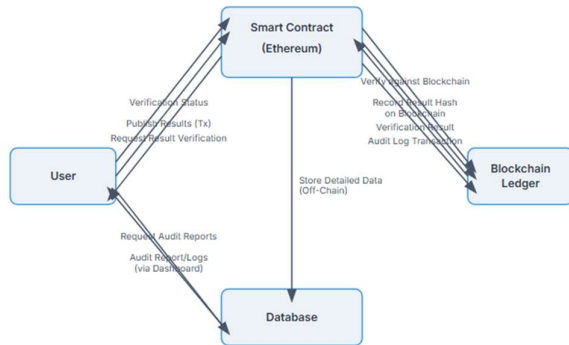 Smart Contract
(Ethereum)
Verify against Blockchain
Verification Status
Record Result Hash
on Blockchain
Publish Results (Tx)
Verification Result
Request Result Verification
Audit Log Transaction
User
Blockchain
Ledger
Store Detailed Data
(Off-Chain)
Request Audit Reports
Audit Report/Logs
(via Dashboard)
Database